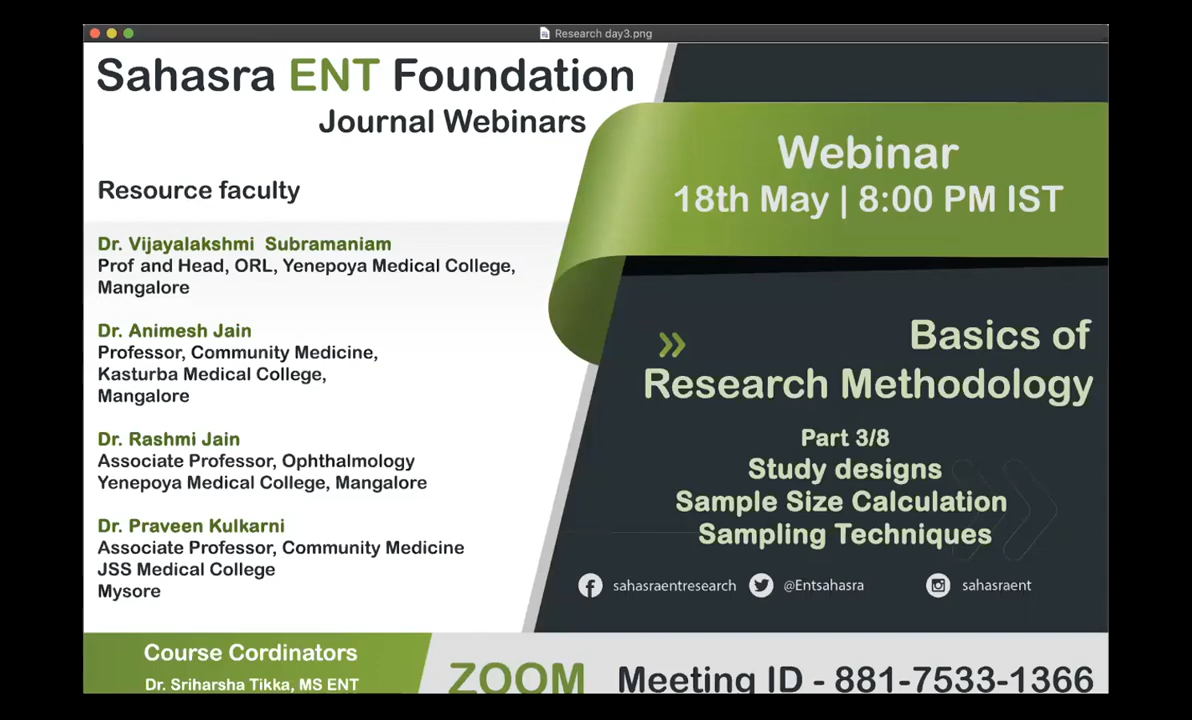 Research day3.png
Sahasra ENT Foundation
Journal Webinars
Resource faculty
Dr. Vijayalakshmi Subramaniam
Prof and Head, ORL, Yenepoya Medical College,
Mangalore
Dr. Animesh Jain
Professor, Community Medicine,
Kasturba Medical College,
Mangalore
Dr. Rashmi Jain
Associate Professor, Ophthalmology
Yenepoya Medical College, Mangalore
Dr. Praveen Kulkarni
Associate Professor, Community Medicine
JSS Medical College
Mysore
Course Cordinators
Dr. Sriharsha Tikka, MS ENT
Webinar
18th May | 8:00 PM IST
Basics of
Research Methodology
Part 3/8
Study designs
Sample Size Calculation
Sampling Techniques
sahasraentresearch @Entsahasra sahasraent
ZOOM Meeting ID - 881-7533-1366